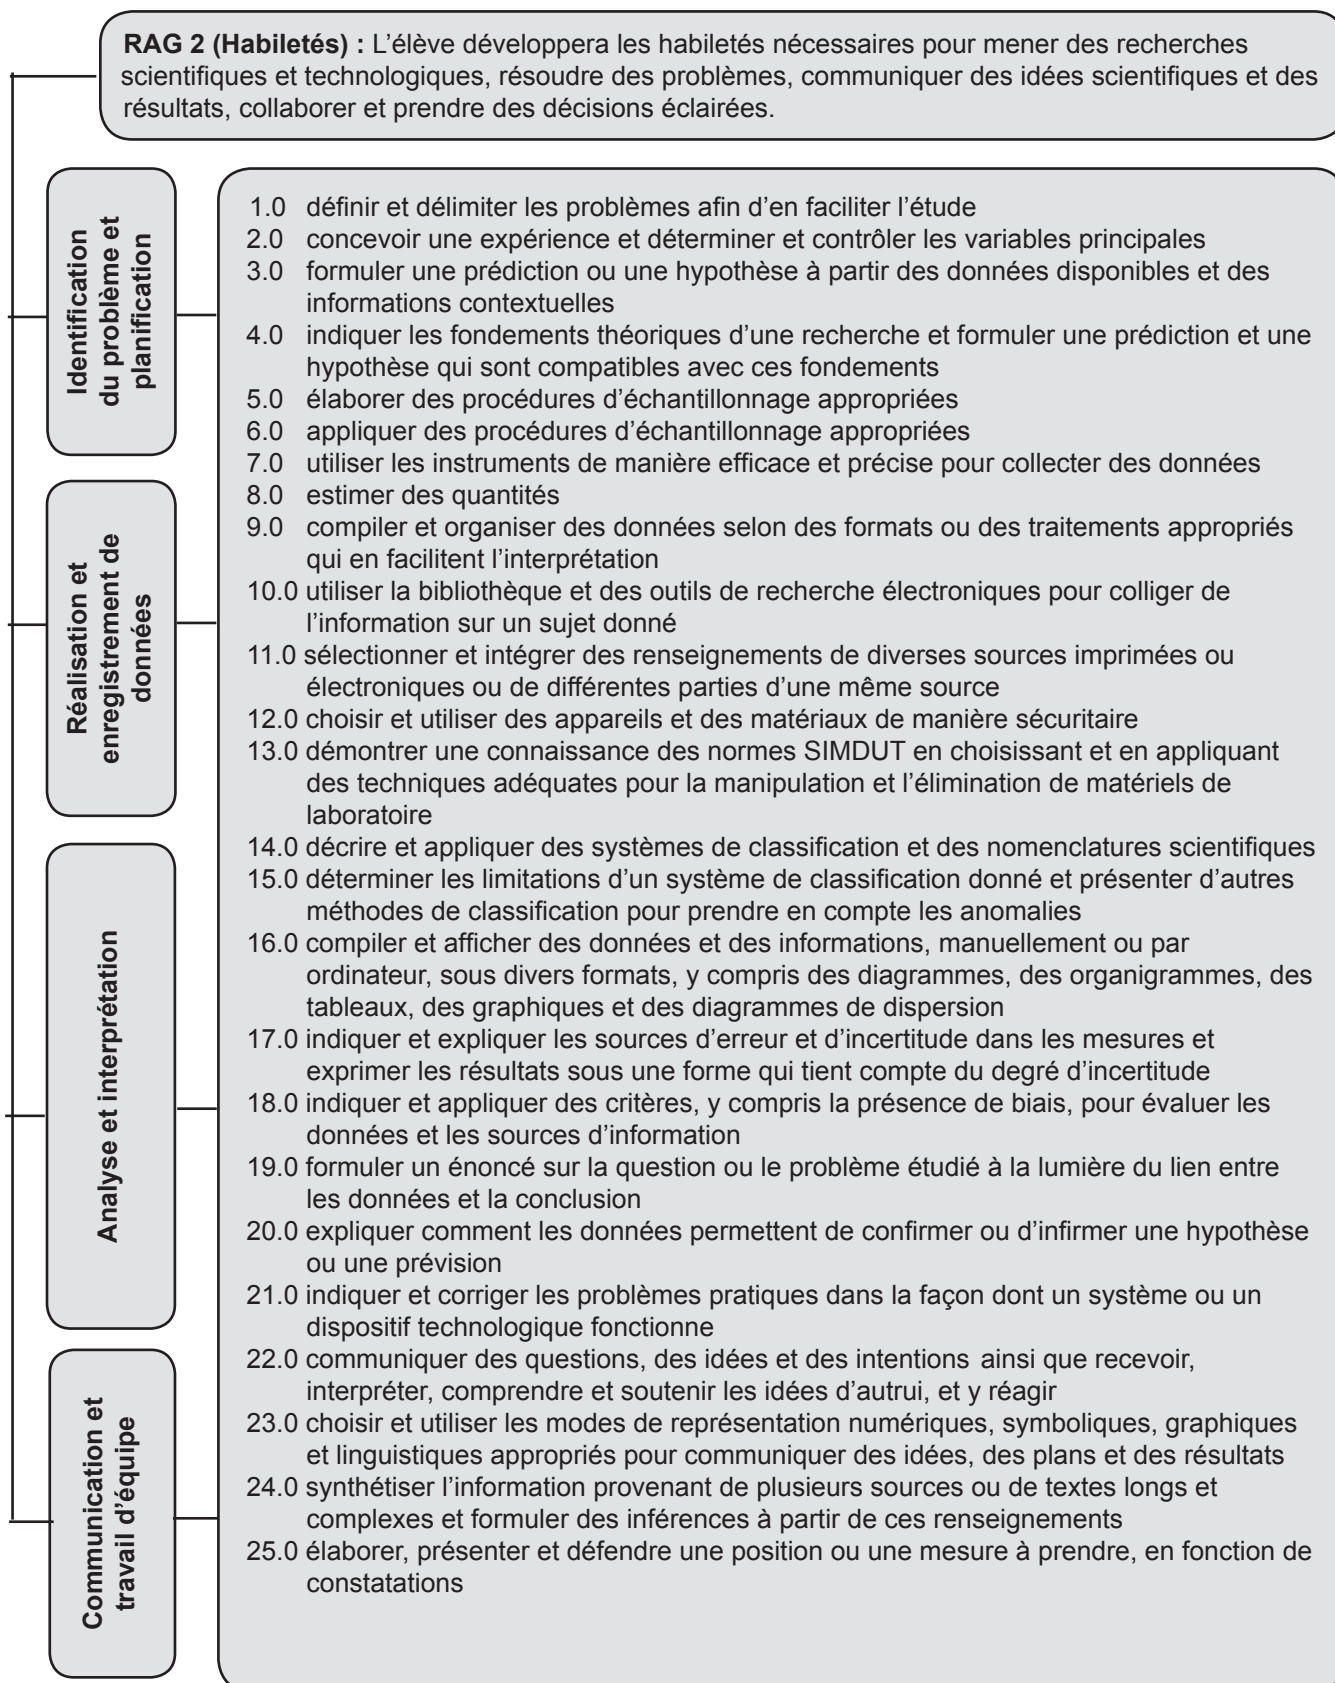 RAG 2 (Habiletés) : L’élève développera les habiletés nécessaires pour mener des recherches
scientifiques et technologiques, résoudre des problèmes, communiquer des idées scientifiques et des
résultats, collaborer et prendre des décisions éclairées.
Identification
du problème et
planification
Réalisation et
enregistrement de
données
Analyse et interprétation
Communication et
travail d’équipe
1.0 définir et délimiter les problèmes afin d’en faciliter l’étude
2.0 concevoir une expérience et déterminer et contrôler les variables principales
3.0 formuler une prédiction ou une hypothèse à partir des données disponibles et des
informations contextuelles
4.0 indiquer les fondements théoriques d’une recherche et formuler une prédiction et une
hypothèse qui sont compatibles avec ces fondements
5.0 élaborer des procédures d’échantillonnage appropriées
6.0 appliquer des procédures d’échantillonnage appropriées
7.0 utiliser les instruments de manière efficace et précise pour collecter des données
8.0 estimer des quantités
9.0 compiler et organiser des données selon des formats ou des traitements appropriés
qui en facilitent l’interprétation
10.0 utiliser la bibliothèque et des outils de recherche électroniques pour colliger de
l’information sur un sujet donné
11.0 sélectionner et intégrer des renseignements de diverses sources imprimées ou
électroniques ou de différentes parties d’une même source
12.0 choisir et utiliser des appareils et des matériaux de manière sécuritaire
13.0 démontrer une connaissance des normes SIMDUT en choisissant et en appliquant
des techniques adéquates pour la manipulation et l’élimination de matériels de
laboratoire
14.0 décrire et appliquer des systèmes de classification et des nomenclatures scientifiques
15.0 déterminer les limitations d’un système de classification donné et présenter d’autres
méthodes de classification pour prendre en compte les anomalies
16.0 compiler et afficher des données et des informations, manuellement ou par
ordinateur, sous divers formats, y compris des diagrammes, des organigrammes, des
tableaux, des graphiques et des diagrammes de dispersion
17.0 indiquer et expliquer les sources d’erreur et d’incertitude dans les mesures et
exprimer les résultats sous une forme qui tient compte du degré d’incertitude
18.0 indiquer et appliquer des critères, y compris la présence de biais, pour évaluer les
données et les sources d’information
19.0 formuler un énoncé sur la question ou le problème étudié à la lumière du lien entre
les données et la conclusion
20.0 expliquer comment les données permettent de confirmer ou d’infirmer une hypothèse
ou une prévision
21.0 indiquer et corriger les problèmes pratiques dans la façon dont un système ou un
dispositif technologique fonctionne
22.0 communiquer des questions, des idées et des intentions ainsi que recevoir,
interpréter, comprendre et soutenir les idées d’autrui, et y réagir
23.0 choisir et utiliser les modes de représentation numériques, symboliques, graphiques
et linguistiques appropriés pour communiquer des idées, des plans et des résultats
24.0 synthétiser l’information provenant de plusieurs sources ou de textes longs et
complexes et formuler des inférences à partir de ces renseignements
25.0 élaborer, présenter et défendre une position ou une mesure à prendre, en fonction de
constatations